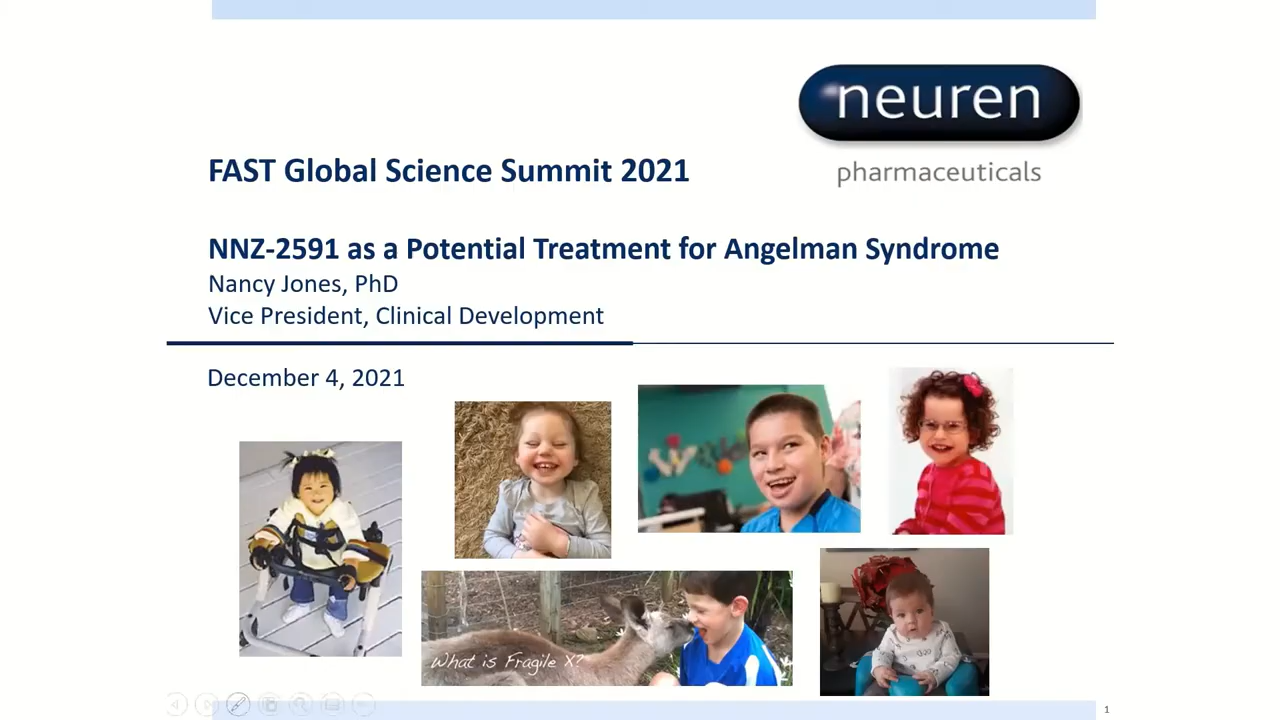 neuren
pharmaceuticals
FAST Global Science Summit 2021
NNZ-2591 as a Potential Treatment for Angelman Syndrome
Nancy Jones, PhD
Vice President, Clinical Development
December 4, 2021
What is Fragile X?
1